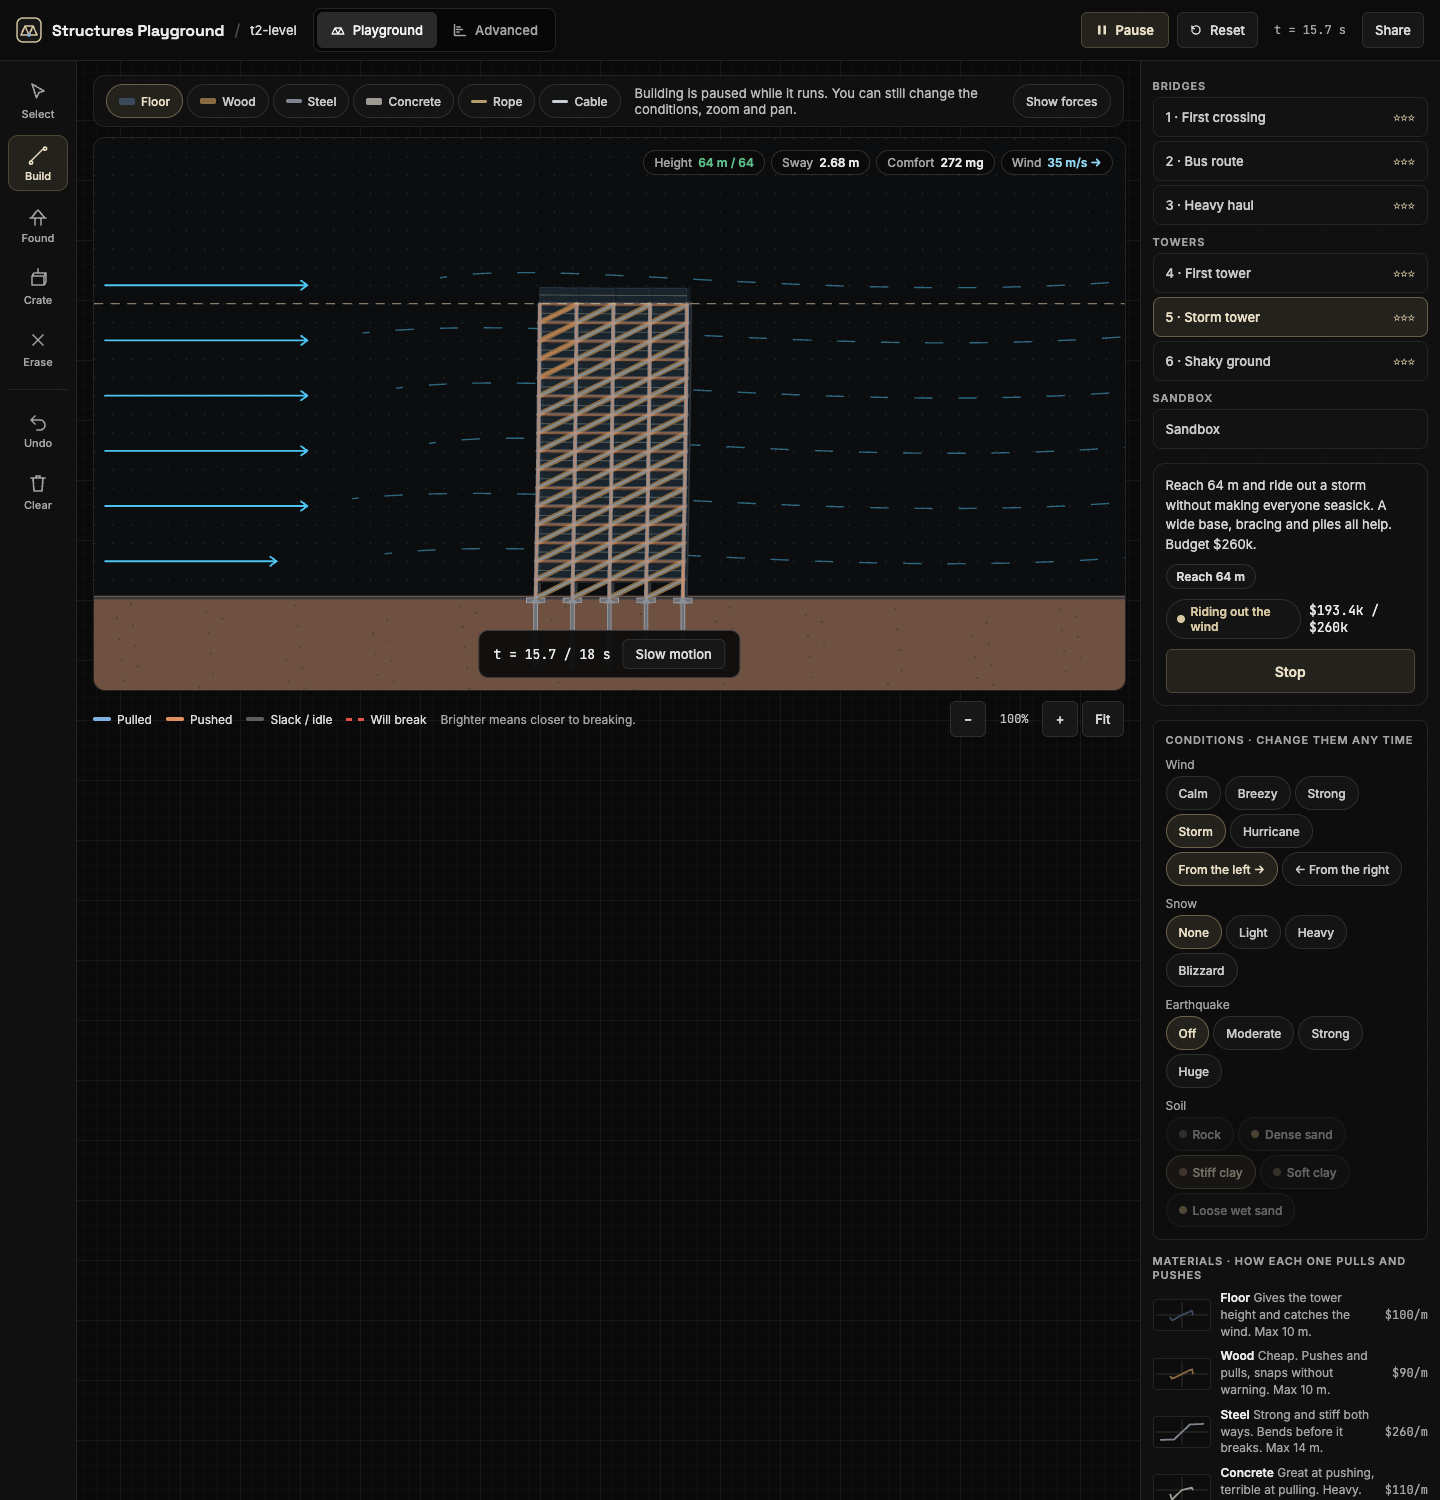 Structures Playground / t2-level
Playground
Advanced
Pause
Reset
t = 15.7 s
Share
Select
Build
Found
Crate
Erase
Undo
Clear
Floor
Wood
Steel
Concrete
Rope
Cable
Building is paused while it runs. You can still change the
conditions, zoom and pan.
Show forces
Height 64 m / 64
Sway 2.68 m
Comfort 272 mg
Wind 35 m/s →
t = 15.7 / 18 s
Slow motion
Pulled
Pushed
Slack / idle
Will break
Brighter means closer to breaking.
−
100%
+
Fit
BRIDGES
1 · First crossing ☆☆☆
2 · Bus route ☆☆☆
3 · Heavy haul ☆☆☆
TOWERS
4 · First tower ☆☆☆
5 · Storm tower ☆☆☆
6 · Shaky ground ☆☆☆
SANDBOX
Sandbox
Reach 64 m and ride out a storm
without making everyone seasick. A
wide base, bracing and piles all help.
Budget $260k.
Reach 64 m
Riding out the
wind
$193.4k /
$260k
Stop
CONDITIONS · CHANGE THEM ANY TIME
Wind
Calm
Breezy
Strong
Storm
Hurricane
From the left →
← From the right
Snow
None
Light
Heavy
Blizzard
Earthquake
Off
Moderate
Strong
Huge
Soil
Rock
Dense sand
Stiff clay
Soft clay
Loose wet sand
MATERIALS · HOW EACH ONE PULLS AND
PUSHES
Floor Gives the tower
height and catches the
wind. Max 10 m.
$100/m
Wood Cheap. Pushes and
pulls, snaps without
warning. Max 10 m.
$90/m
Steel Strong and stiff both
ways. Bends before it
breaks. Max 14 m.
$260/m
Concrete Great at pushing,
terrible at pulling. Heavy.
$110/m